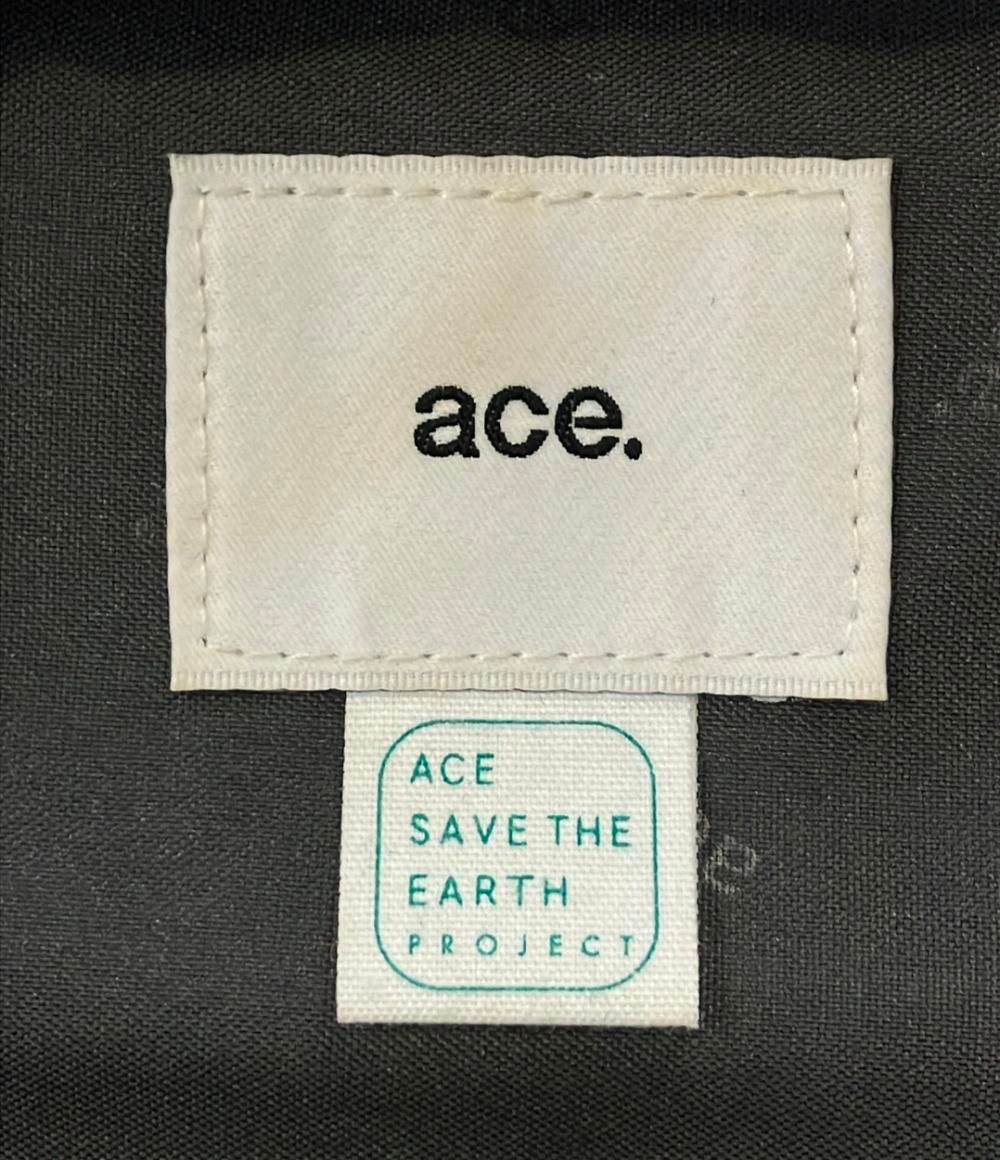 ace.
ACE
SAVE THE
EARTH
PROJECT